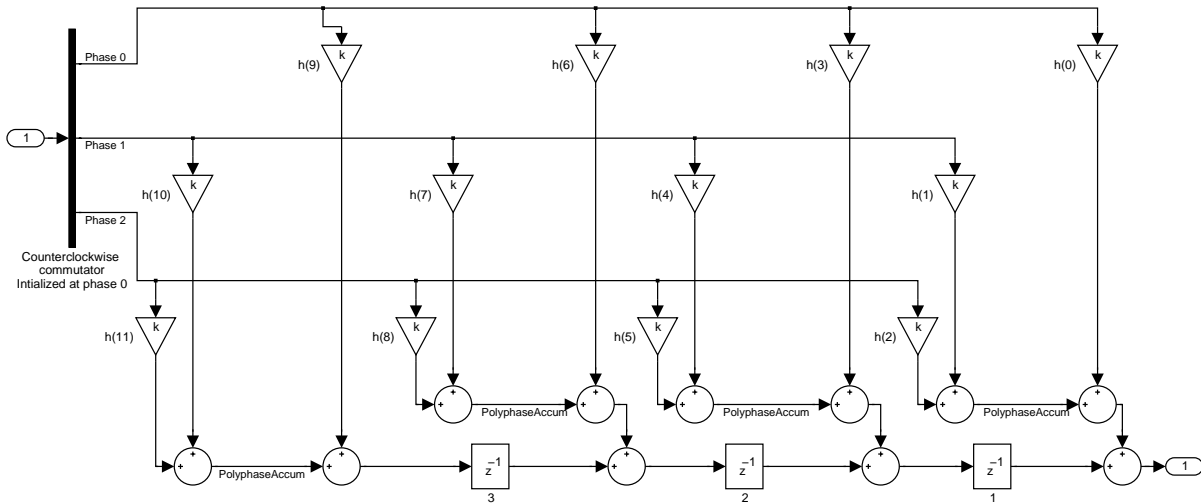 Phase 0
k
k
k
k
h(9)
h(6)
h(3)
h(0)
1
Phase 1
k
k
k
k
h(10)
h(7)
h(4)
h(1)
Phase 2
Counterclockwise
commutator
Intialized at phase 0
k
k
k
k
h(11)
h(8)
h(5)
h(2)
+
+
+
+
+
+
+
+
+
+
+
+
PolyphaseAccum
PolyphaseAccum
PolyphaseAccum
+
+
+
+
+
+
+
+
+
+
PolyphaseAccum
z⁻¹
z⁻¹
z⁻¹
1
3
2
1